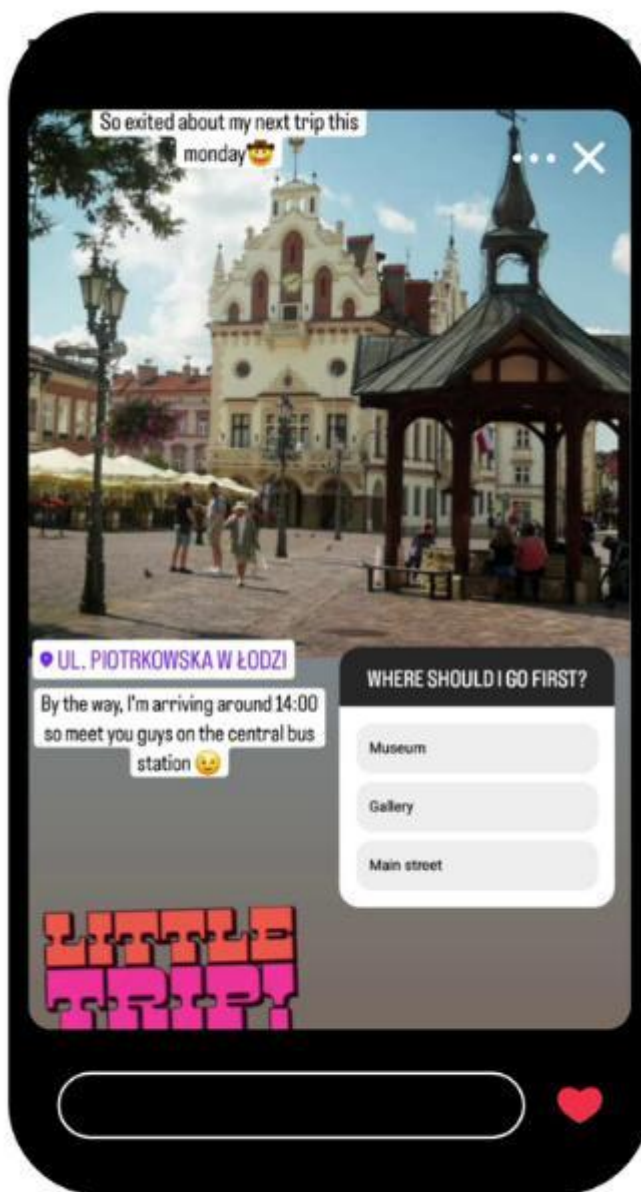 So exited about my next trip this
monday🤠
UL. PIOTRKOWSKA W ŁODZI
By the way, I'm arriving around 14:00
so meet you guys on the central bus
station 😉
WHERE SHOULD I GO FIRST?
Museum
Gallery
Main street
LITTLE
TRIP!